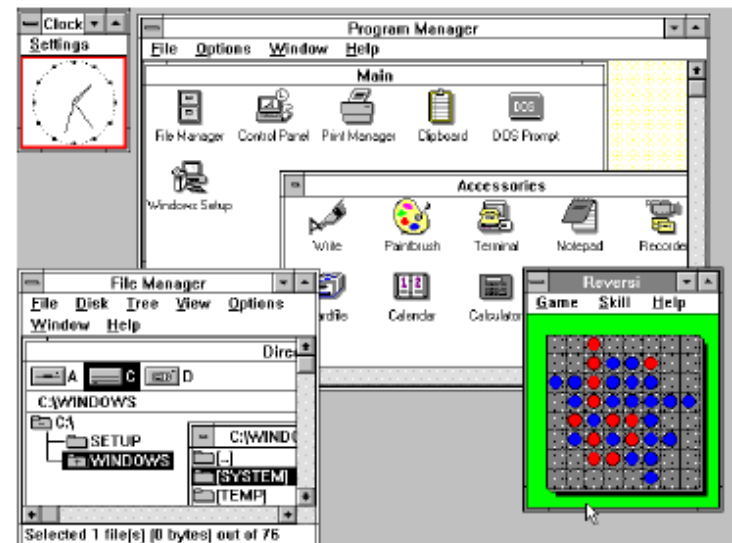 Clock
Settings
Program Manager
File Options Window Help
Main
File Manager Control Panel Print Manager Clipboard DOS Prompt
DOS
Windows Setup
Accessories
Write Paintbrush Terminal Notepad Recorde
rdfile Calendar Calculator
File Manager
File Disk Tree View Options
Window Help
Direc
A C D
C:\WINDOWS
C:\
SETUP
WINDOWS
C:\WIND
[..]
[SYSTEM]
[TEMP]
Selected 1 file(s) (0 bytes) out of 76
Reversi
Game Skill Help